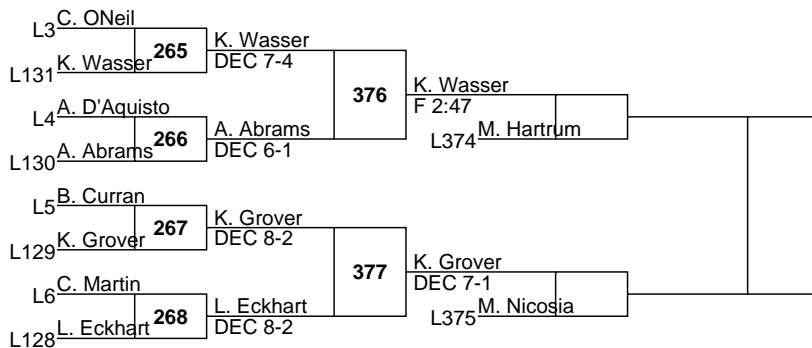 C. ONeil
L3
265
K. Wasser
L131
K. Wasser
DEC 7-4
376
K. Wasser
F 2:47
A. D'Aquisto
L4
266
A. Abrams
L130
A. Abrams
DEC 6-1
L374
M. Hartrum
B. Curran
L5
267
K. Grover
L129
K. Grover
DEC 8-2
377
K. Grover
DEC 7-1
C. Martin
L6
268
L. Eckhart
L128
L. Eckhart
DEC 8-2
L375
M. Nicosia